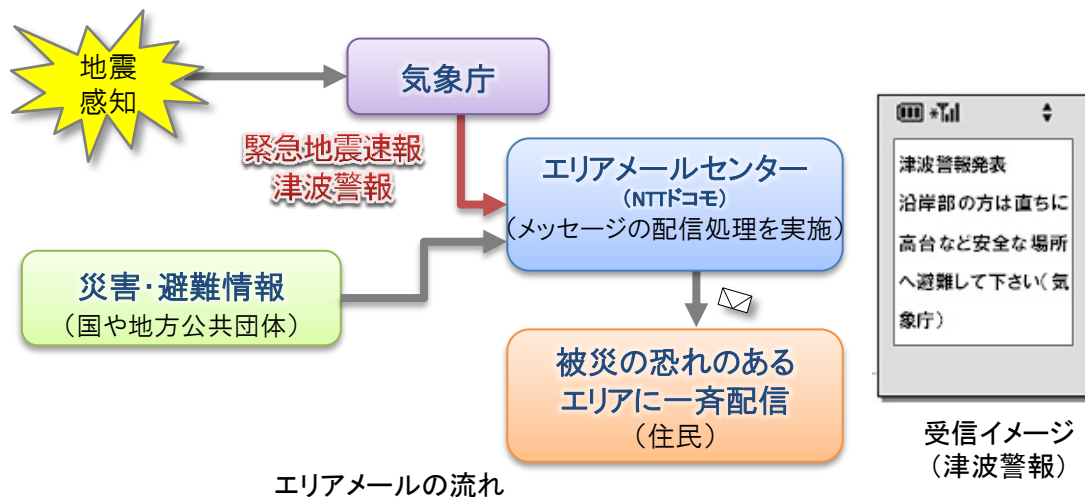 地震
感知
気象庁
緊急地震速報
津波警報
エリアメールセンター
(NTTドコモ)
(メッセージの配信処理を実施)
災害・避難情報
(国や地方公共団体)
被災の恐れのある
エリアに一斉配信
(住民)
エリアメールの流れ
津波警報発表
沿岸部の方は直ちに
高台など安全な場所
へ避難して下さい(気
象庁)
受信イメージ
(津波警報)